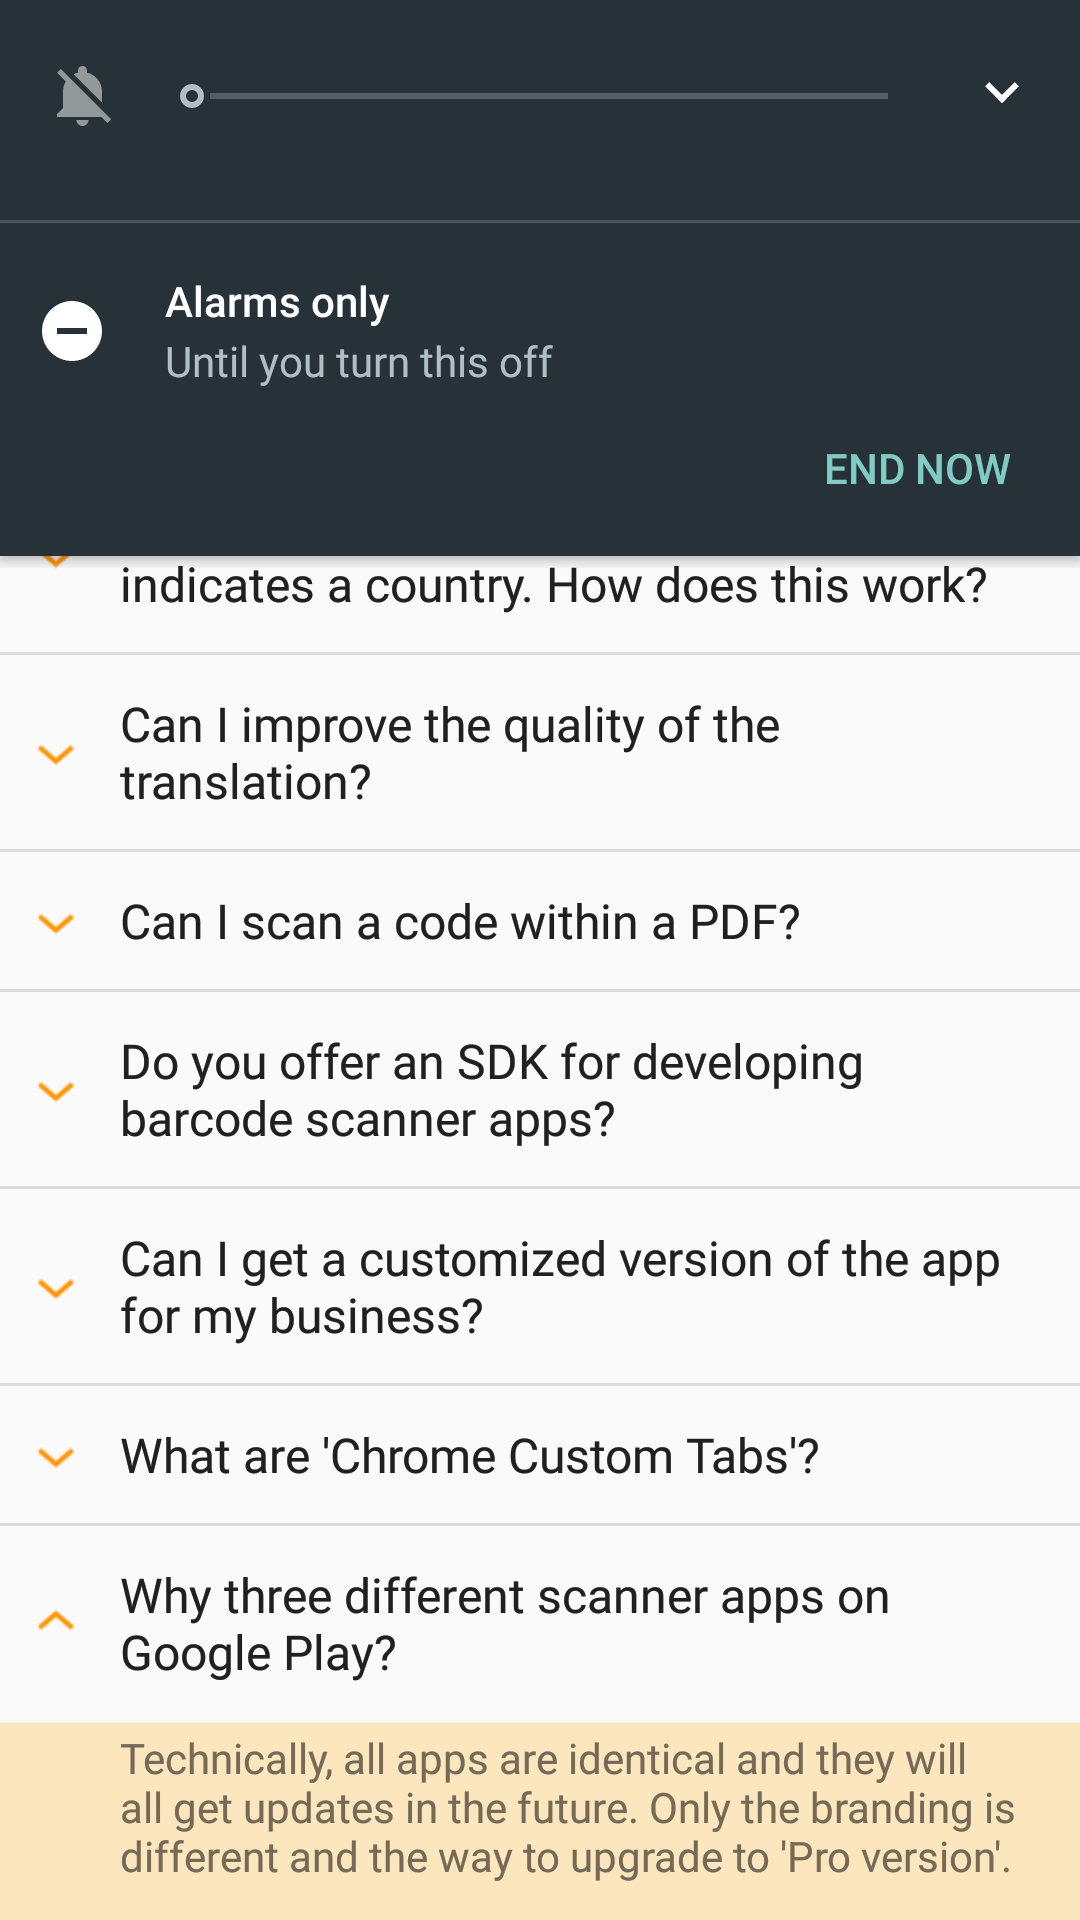 Alarms only
Until you turn this off
END NOW
indicates a country. How does this work?
Can I improve the quality of the
translation?
Can I scan a code within a PDF?
Do you offer an SDK for developing
barcode scanner apps?
Can I get a customized version of the app
for my business?
What are 'Chrome Custom Tabs'?
Why three different scanner apps on
Google Play?
Technically, all apps are identical and they will
all get updates in the future. Only the branding is
different and the way to upgrade to 'Pro version'.